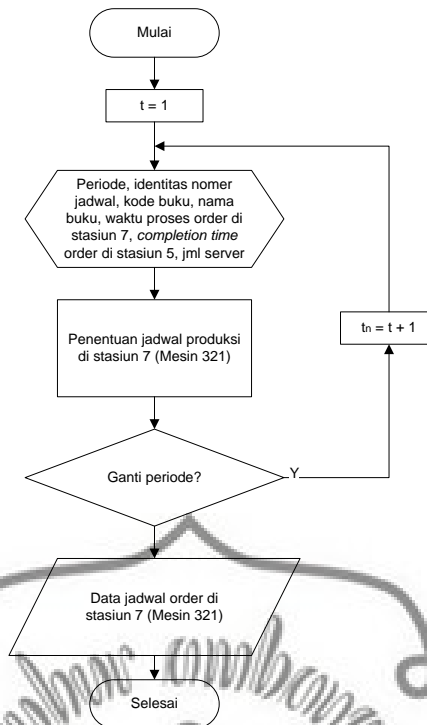 Mulai
t = 1
Periode, identitas nomer
jadwal, kode buku, nama
buku, waktu proses order di
stasiun 7, completion time
order di stasiun 5, jml server
Penentuan jadwal produksi
di stasiun 7 (Mesin 321)
tn = t + 1
Ganti periode?
Y
Data jadwal order di
stasiun 7 (Mesin 321)
Selesai